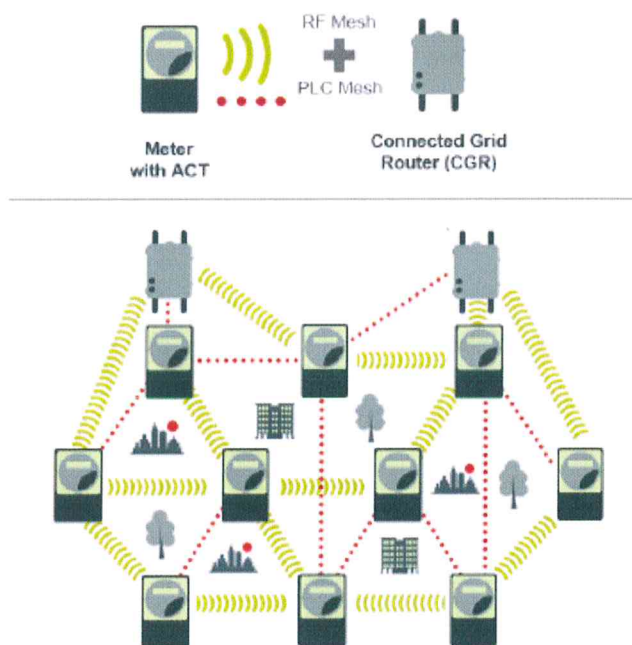 RF Mesh
PLC Mesh
Meter
with ACT
Connected Grid
Router (CGR)